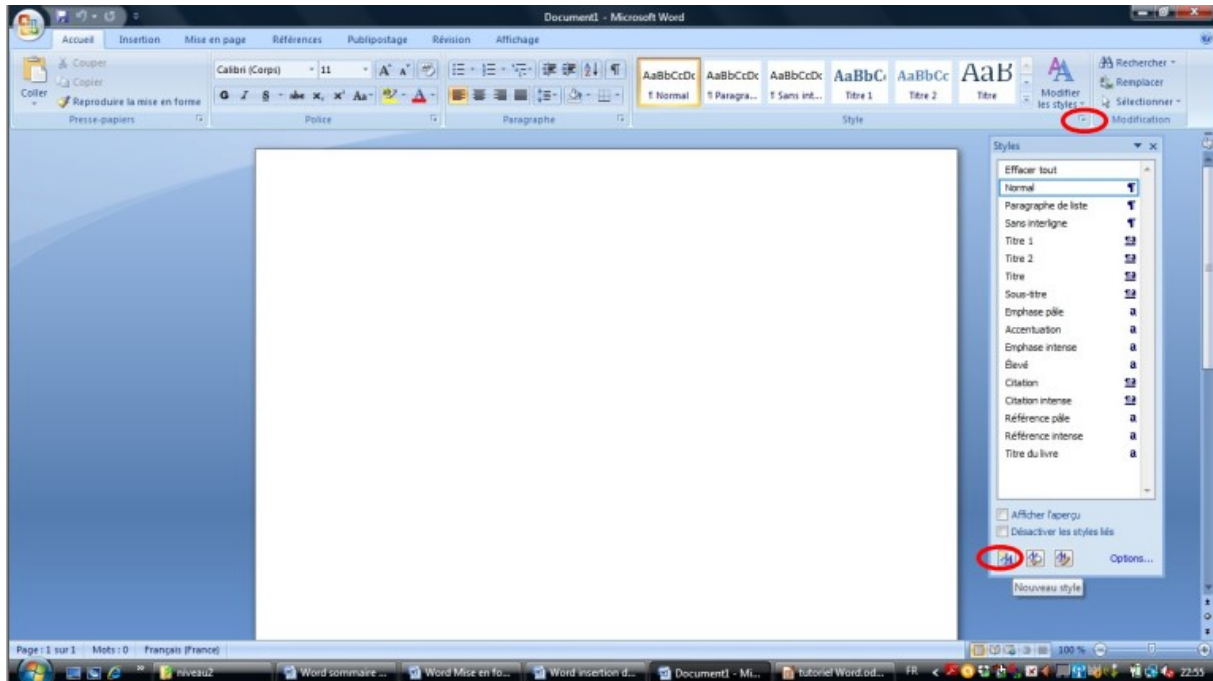 Document1 - Microsoft Word
Accueil Insertion Mise en page Références Publipostage Révision Affichage
Couper
Copier
Coller
Reproduire la mise en forme
Presse-papiers
Calibri (Corps) 11
G I S abc x, x² Aa
Police
Paragraphe
AaBbCcDc AaBbCcDc AaBbCcDc AaBbC AaBbCc AaB
¶ Normal ¶ Paragra... ¶ Sans int... Titre 1 Titre 2 Titre
Modifier
les styles
Style
Rechercher
Remplacer
Sélectionner
Modification
Styles
Effacer tout
Normal ¶
Paragraphe de liste ¶
Sans interligne ¶
Titre 1 ¶a
Titre 2 ¶a
Titre ¶a
Sous-titre ¶a
Emphase pâle a
Accentuation a
Emphase intense a
Élevé a
Citation ¶a
Citation intense ¶a
Référence pâle a
Référence intense a
Titre du livre a
Afficher l'aperçu
Désactiver les styles liés
Options...
Nouveau style
Page : 1 sur 1 Mots : 0 Français (France) 100 %
niveau2 Word sommaire ... Word Mise en fo... Word insertion d... Document1 - Mi... tutoriel Word.od... FR 22:55